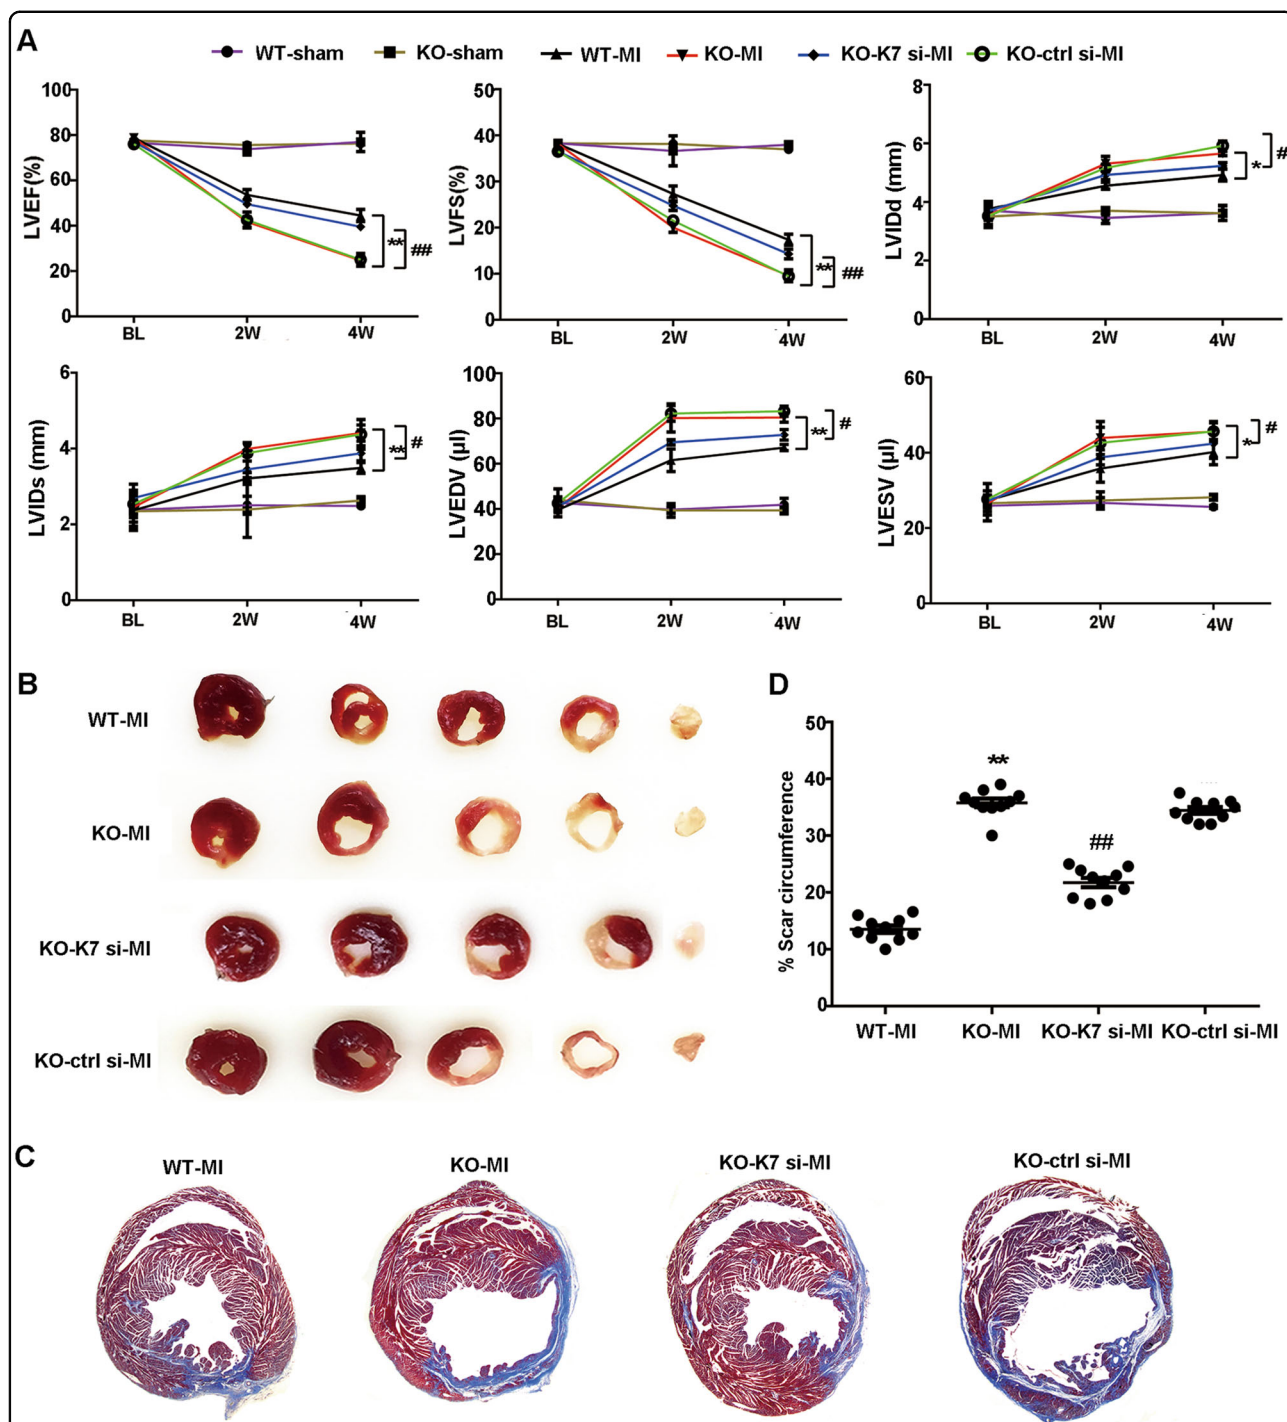 A
WT-sham KO-sham WT-MI KO-MI KO-K7 si-MI KO-ctrl si-MI
LVEF(%)
100
80
60
40
20
0
BL 2W 4W
** ##
LVFS(%)
50
40
30
20
10
0
BL 2W 4W
** ##
LVIDd (mm)
8
6
4
2
0
BL 2W 4W
* #
LVIDs (mm)
6
4
2
0
BL 2W 4W
** #
LVEDV (µl)
100
80
60
40
20
0
BL 2W 4W
** #
LVESV (µl)
60
40
20
0
BL 2W 4W
* #
B
WT-MI
KO-MI
KO-K7 si-MI
KO-ctrl si-MI
D
% Scar circumference
50
40
30
20
10
0
**
##
WT-MI KO-MI KO-K7 si-MI KO-ctrl si-MI
C
WT-MI KO-MI KO-K7 si-MI KO-ctrl si-MI